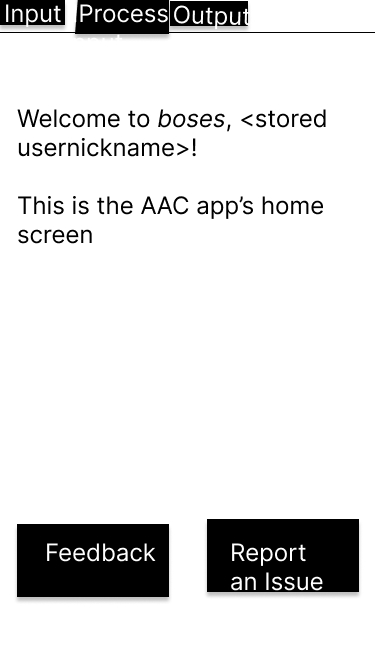 Input
Process
Output
Welcome to boses, <stored
usernickname>!
This is the AAC app’s home
screen
Feedback
Report
an Issue